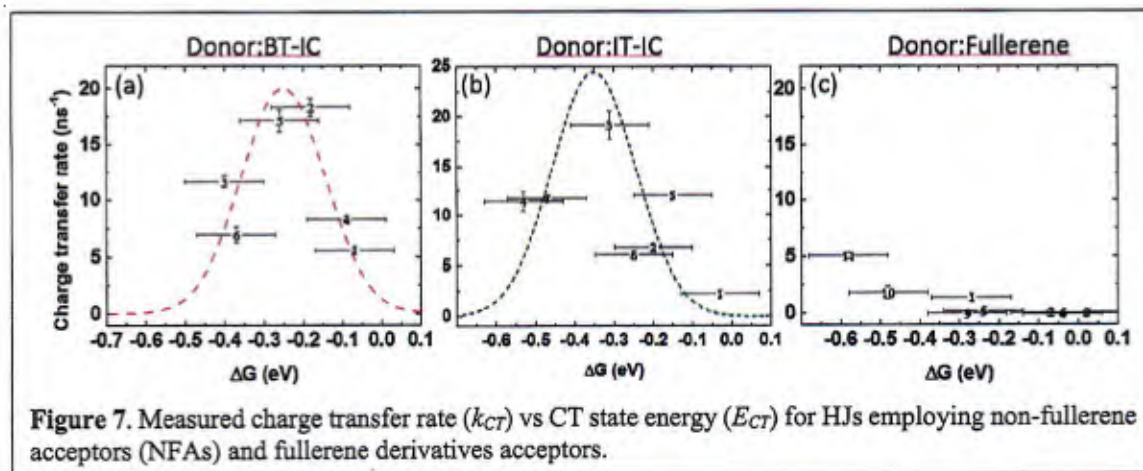 Donor:BT-IC
Donor:IT-IC
Donor:Fullerene
Charge transfer rate (ns⁻¹)
20
15
10
5
0
(a)
-0.7 -0.6 -0.5 -0.4 -0.3 -0.2 -0.1 0.0 0.1
ΔG (eV)
25
20
15
10
5
0
(b)
-0.6 -0.5 -0.4 -0.3 -0.2 -0.1 0.0 0.1
ΔG (eV)
20
15
10
5
0
(c)
10
1
-0.6 -0.5 -0.4 -0.3 -0.2 -0.1 0.0 0.1
ΔG (eV)
Figure 7. Measured charge transfer rate (kCT) vs CT state energy (ECT) for HJs employing non-fullerene
acceptors (NFAs) and fullerene derivatives acceptors.